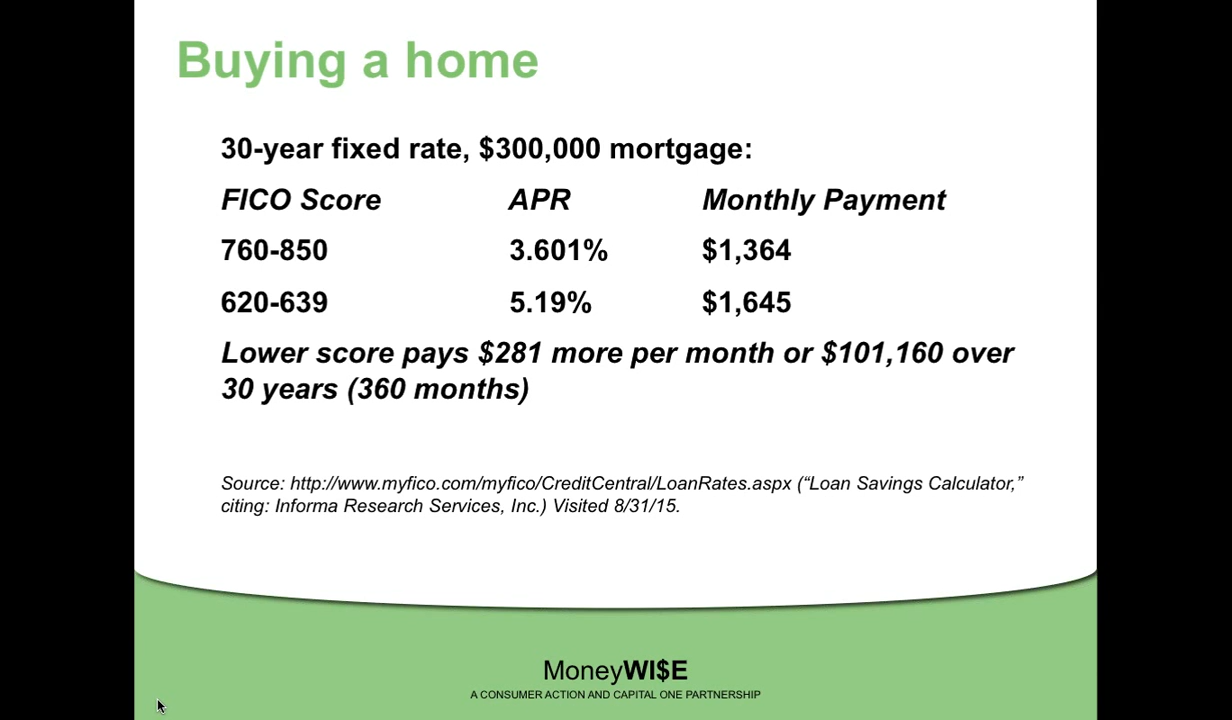 Buying a home
30-year fixed rate, $300,000 mortgage:
FICO Score APR Monthly Payment
760-850 3.601% $1,364
620-639 5.19% $1,645
Lower score pays $281 more per month or $101,160 over
30 years (360 months)
Source: http://www.myfico.com/myfico/CreditCentral/LoanRates.aspx (“Loan Savings Calculator,”
citing: Informa Research Services, Inc.) Visited 8/31/15.
MoneyWI$E
A CONSUMER ACTION AND CAPITAL ONE PARTNERSHIP